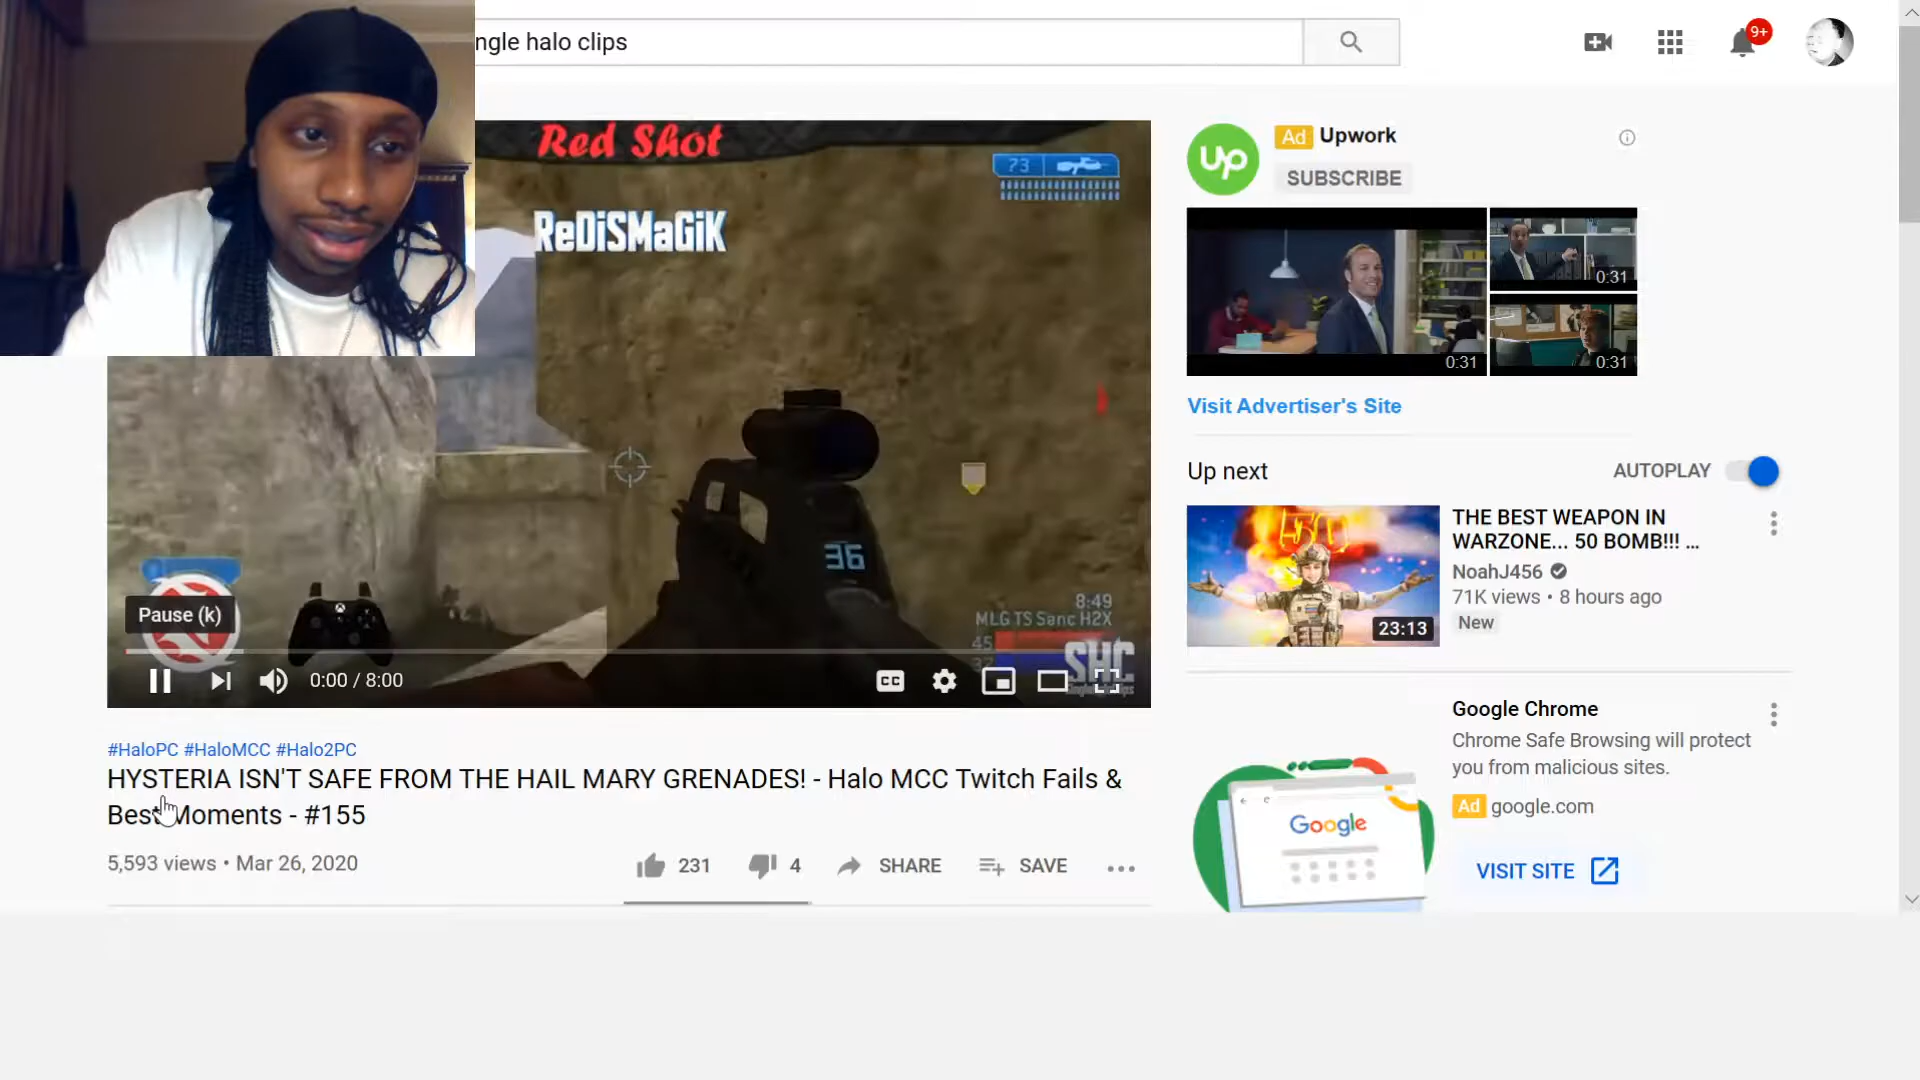 ngle halo clips
9+
Red Shot
73
ReDiSMaGiK
36
8:49
MLG TS Sanc H2X
45
37
SHC
Pause (k)
0:00 / 8:00
CC
#HaloPC #HaloMCC #Halo2PC
HYSTERIA ISN'T SAFE FROM THE HAIL MARY GRENADES! - Halo MCC Twitch Fails &
Best Moments - #155
5,593 views • Mar 26, 2020
231
4
SHARE
SAVE
Up
Ad Upwork
SUBSCRIBE
0:31
0:31
0:31
Visit Advertiser's Site
Up next
AUTOPLAY
50
23:13
THE BEST WEAPON IN
WARZONE... 50 BOMB!!! ...
NoahJ456
71K views • 8 hours ago
New
Google
Google Chrome
Chrome Safe Browsing will protect
you from malicious sites.
Ad google.com
VISIT SITE